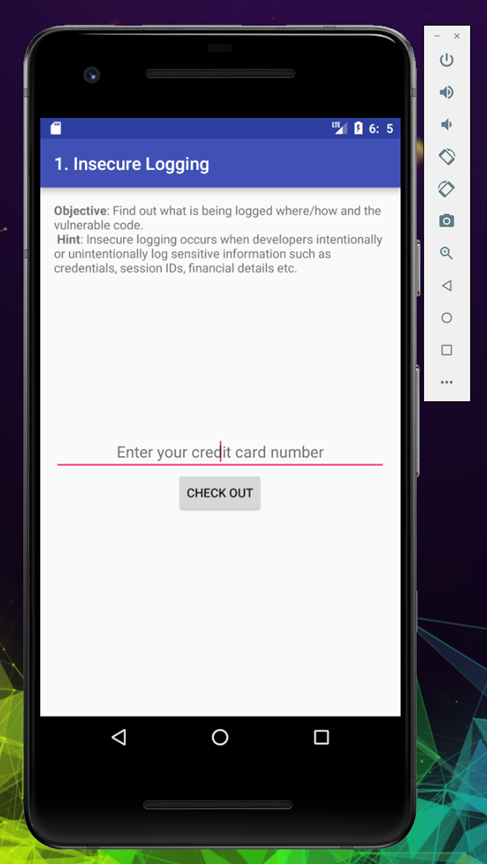 LTE 6: 5
1. Insecure Logging
Objective: Find out what is being logged where/how and the
vulnerable code.
Hint: Insecure logging occurs when developers intentionally
or unintentionally log sensitive information such as
credentials, session IDs, financial details etc.
Enter your credit card number
CHECK OUT